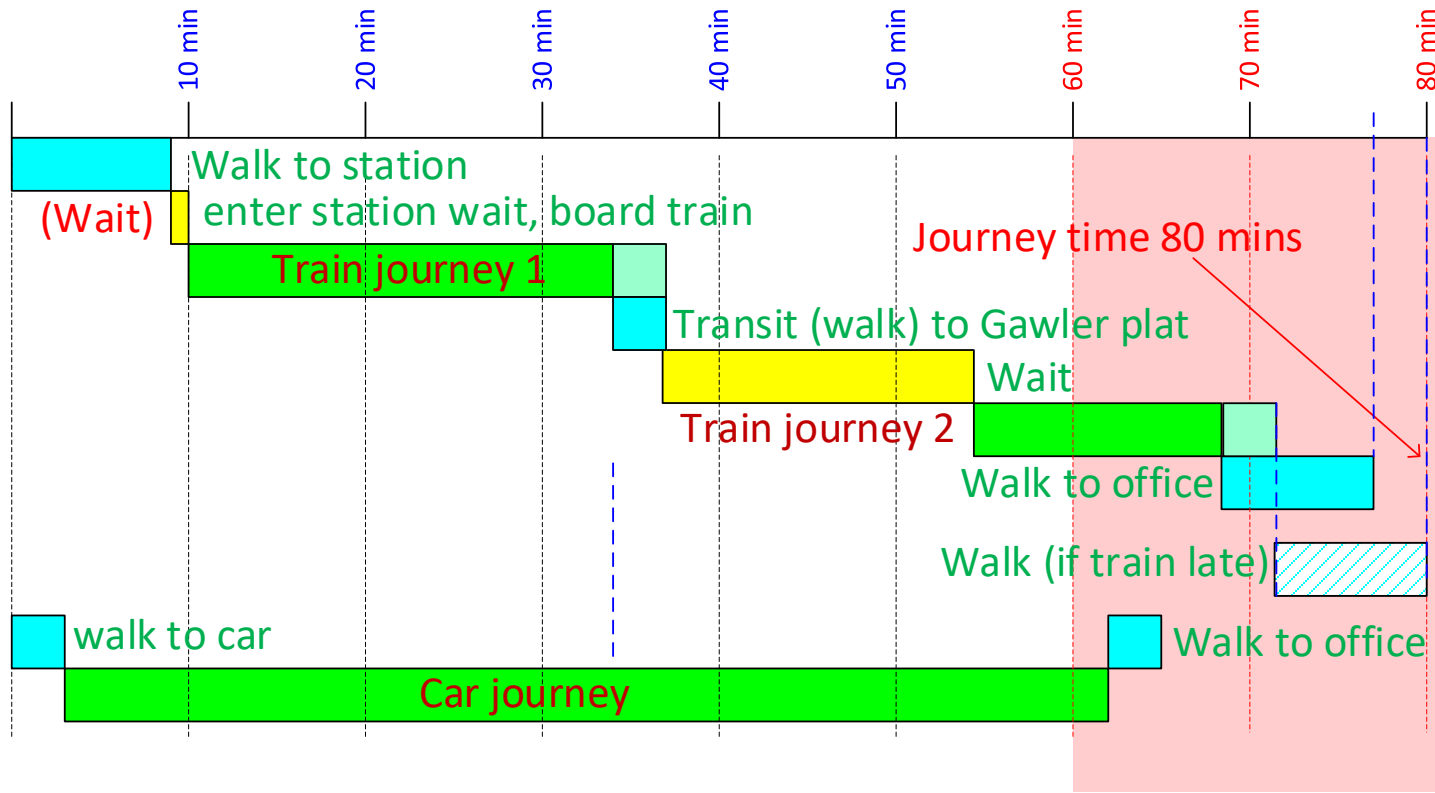 10 min
20 min
30 min
40 min
50 min
60 min
70 min
80 min
Walk to station
(Wait)
enter station wait, board train
Journey time 80 mins
Train journey 1
Transit (walk) to Gawler plat
Wait
Train journey 2
Walk to office
Walk (if train late)
walk to car
Walk to office
Car journey